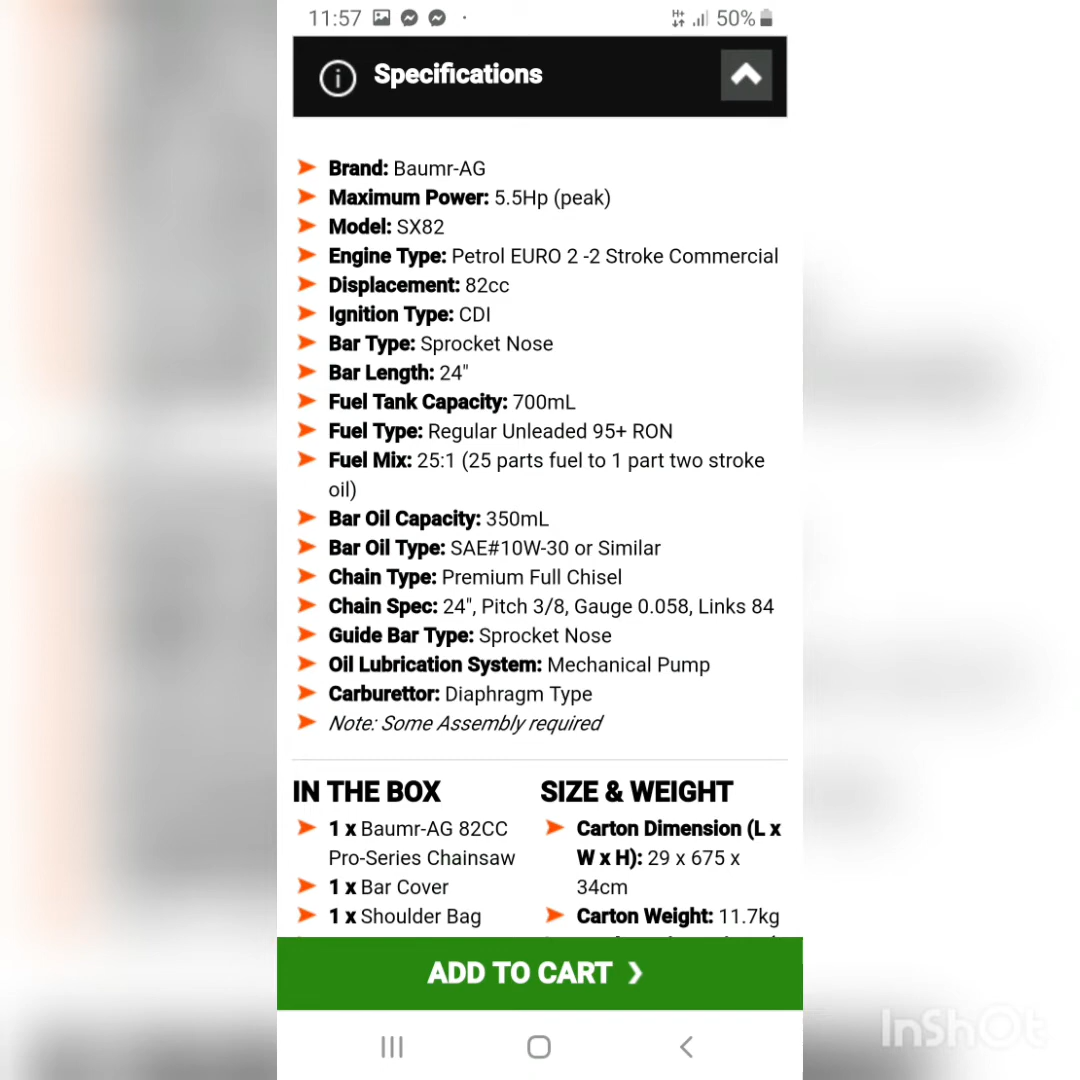 11:57
50%
Specifications
Brand: Baumr-AG
Maximum Power: 5.5Hp (peak)
Model: SX82
Engine Type: Petrol EURO 2 -2 Stroke Commercial
Displacement: 82cc
Ignition Type: CDI
Bar Type: Sprocket Nose
Bar Length: 24"
Fuel Tank Capacity: 700mL
Fuel Type: Regular Unleaded 95+ RON
Fuel Mix: 25:1 (25 parts fuel to 1 part two stroke
oil)
Bar Oil Capacity: 350mL
Bar Oil Type: SAE#10W-30 or Similar
Chain Type: Premium Full Chisel
Chain Spec: 24", Pitch 3/8, Gauge 0.058, Links 84
Guide Bar Type: Sprocket Nose
Oil Lubrication System: Mechanical Pump
Carburettor: Diaphragm Type
Note: Some Assembly required
IN THE BOX
1 x Baumr-AG 82CC
Pro-Series Chainsaw
1 x Bar Cover
1 x Shoulder Bag
SIZE & WEIGHT
Carton Dimension (L x
W x H): 29 x 675 x
34cm
Carton Weight: 11.7kg
ADD TO CART
InShOt